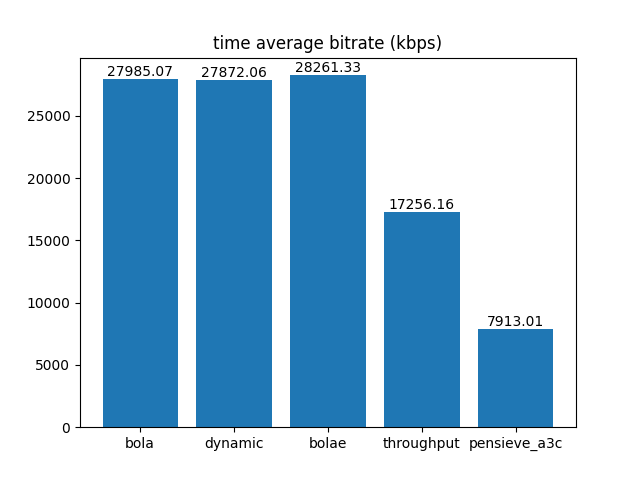 time average bitrate (kbps)
27985.07 27872.06 28261.33
17256.16
7913.01
25000
20000
15000
10000
5000
0
bola dynamic bolae throughput pensieve_a3c